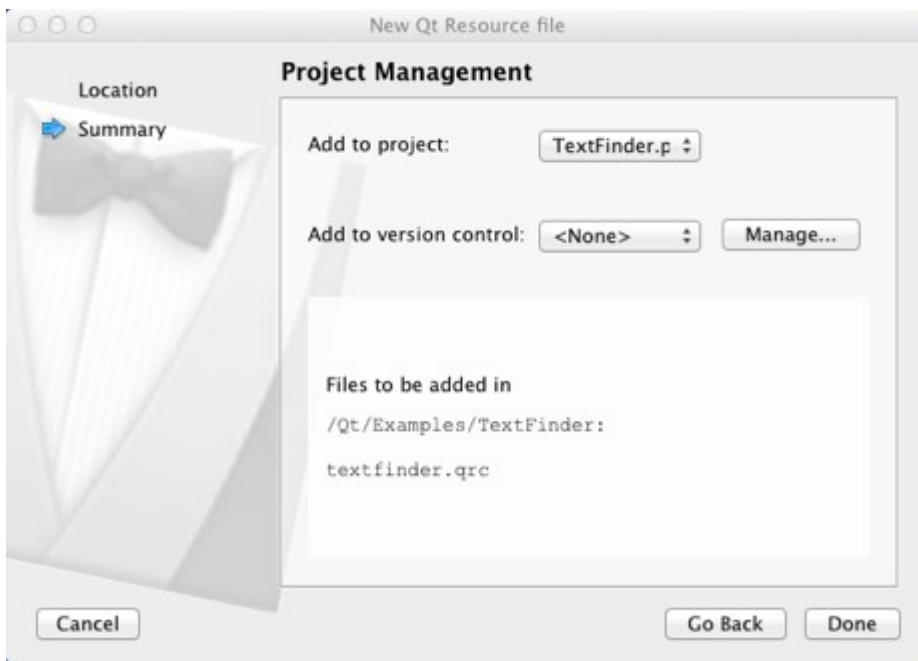 New Qt Resource file
Location
Summary
Project Management
Add to project:
TextFinder.p
Add to version control:
<None>
Manage...
Files to be added in
/Qt/Examples/TextFinder:
textfinder.qrc
Cancel
Go Back
Done